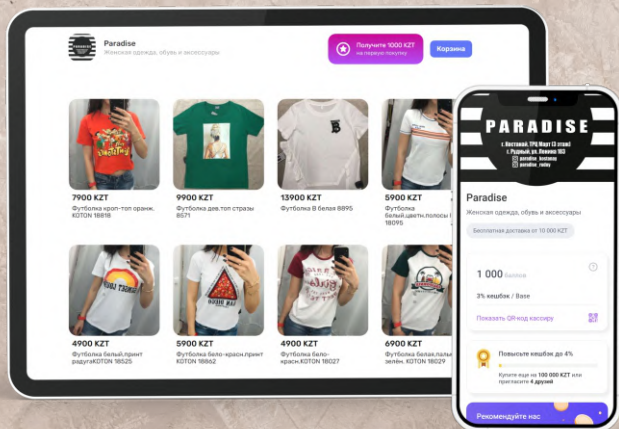 Paradise
Женская одежда, обувь и аксессуары
Получите 1000 KZT
на первую покупку
Корзина
7900 KZT
Футболка кроп-топ оранж.
KOTON 18818
9900 KZT
Футболка дев.топ стразы
8571
13900 KZT
Футболка B белая 8895
5900 KZT
Футболка
белый,цветн.полосы
18095
4900 KZT
Футболка белый,принт
радугаKOTON 18525
5900 KZT
Футболка бело-красн.принт
KOTON 18862
4900 KZT
Футболка бело-
красн.KOTON 18027
6900 KZT
Футболка белая,паль
зелён. KOTON 18029
PARADISE
г. Костанай, ТРЦ Март (3 этаж)
г. Рудный, ул. Ленина 103
paradise_kostanay
paradise_rudny
Paradise
Женская одежда, обувь и аксессуары
Бесплатная доставка от 10 000 KZT
1 000 баллов
3% кешбэк / Base
Показать QR-код кассиру
Повысьте кешбэк до 4%
Купите еще на 100 000 KZT или
пригласите 4 друзей
Рекомендуйте нас